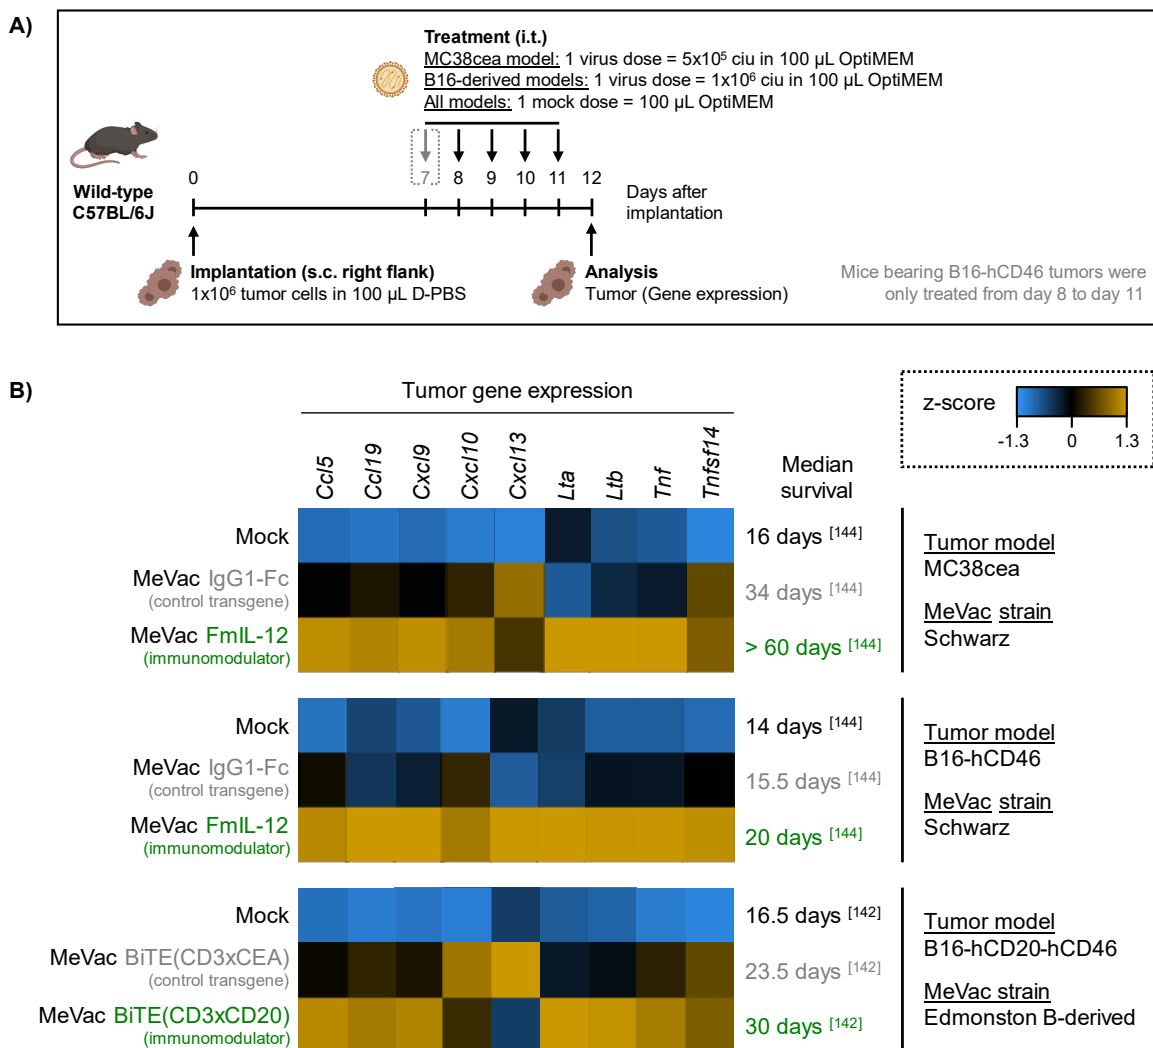 A)
Treatment (i.t.)
MC38cea model: 1 virus dose = 5x10⁵ ciu in 100 µL OptiMEM
B16-derived models: 1 virus dose = 1x10⁶ ciu in 100 µL OptiMEM
All models: 1 mock dose = 100 µL OptiMEM
Wild-type
C57BL/6J
0 7 8 9 10 11 12
Days after
implantation
Implantation (s.c. right flank)
1x10⁶ tumor cells in 100 µL D-PBS
Analysis
Tumor (Gene expression)
Mice bearing B16-hCD46 tumors were
only treated from day 8 to day 11
B)
Tumor gene expression
z-score
-1.3 0 1.3
Ccl5 Ccl19 Cxcl9 Cxcl10 Cxcl13 Lta Ltb Tnf Tnfsf14
Median
survival
Mock
16 days [144]
MeVac IgG1-Fc
(control transgene)
34 days [144]
MeVac FmIL-12
(immunomodulator)
> 60 days [144]
Tumor model
MC38cea
MeVac strain
Schwarz
Mock
14 days [144]
MeVac IgG1-Fc
(control transgene)
15.5 days [144]
MeVac FmIL-12
(immunomodulator)
20 days [144]
Tumor model
B16-hCD46
MeVac strain
Schwarz
Mock
16.5 days [142]
MeVac BiTE(CD3xCEA)
(control transgene)
23.5 days [142]
MeVac BiTE(CD3xCD20)
(immunomodulator)
30 days [142]
Tumor model
B16-hCD20-hCD46
MeVac strain
Edmonston B-derived